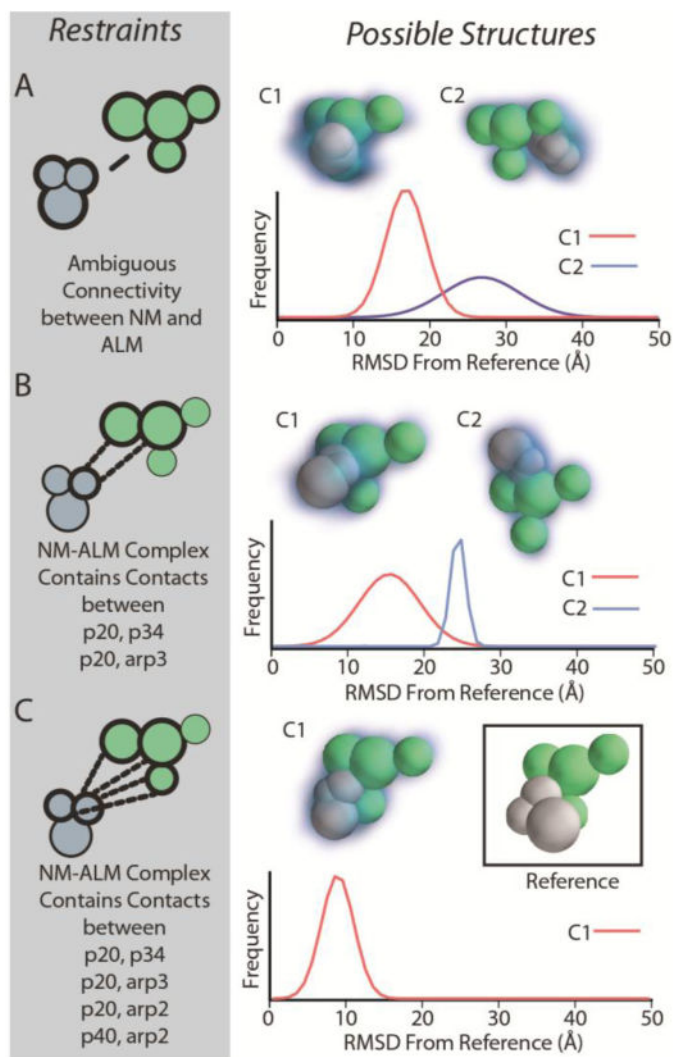 Restraints
Possible Structures
A
Ambiguous
Connectivity
between NM and
ALM
C1
C2
Frequency
C1
C2
0 10 20 30 40 50
RMSD From Reference (Å)
B
NM-ALM Complex
Contains Contacts
between
p20, p34
p20, arp3
C1
C2
Frequency
C1
C2
0 10 20 30 40 50
RMSD From Reference (Å)
C
NM-ALM Complex
Contains Contacts
between
p20, p34
p20, arp3
p20, arp2
p40, arp2
C1
Reference
Frequency
C1
0 10 20 30 40 50
RMSD From Reference (Å)